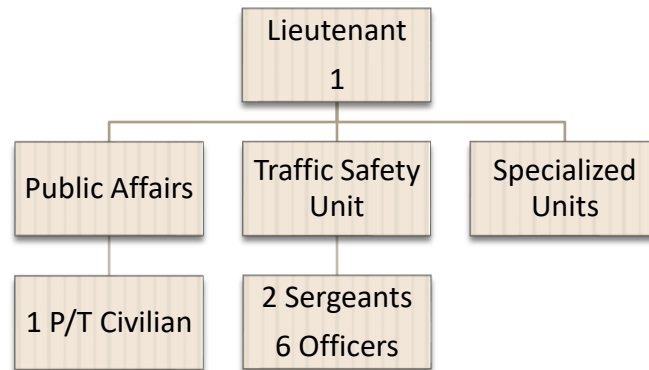 Lieutenant
1
Public Affairs
Traffic Safety
Unit
Specialized
Units
1 P/T Civilian
2 Sergeants
6 Officers